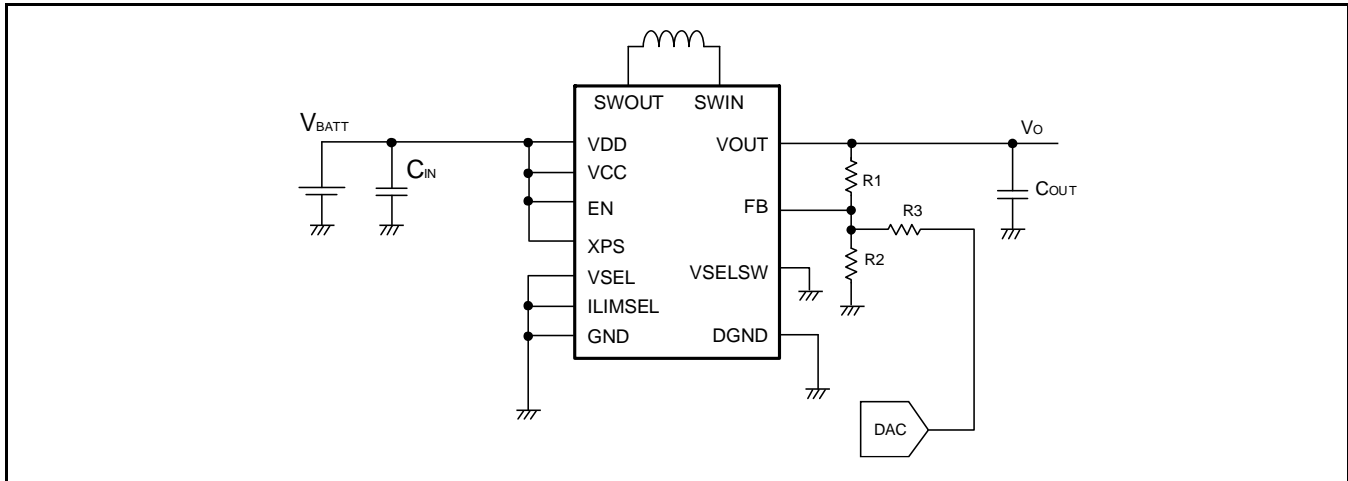 SWOUT SWIN
VBATT
CIN
VDD
VCC
EN
XPS
VSEL
ILIMSEL
GND
VOUT
FB
VSELSW
DGND
R1
R3
R2
VO
COUT
DAC